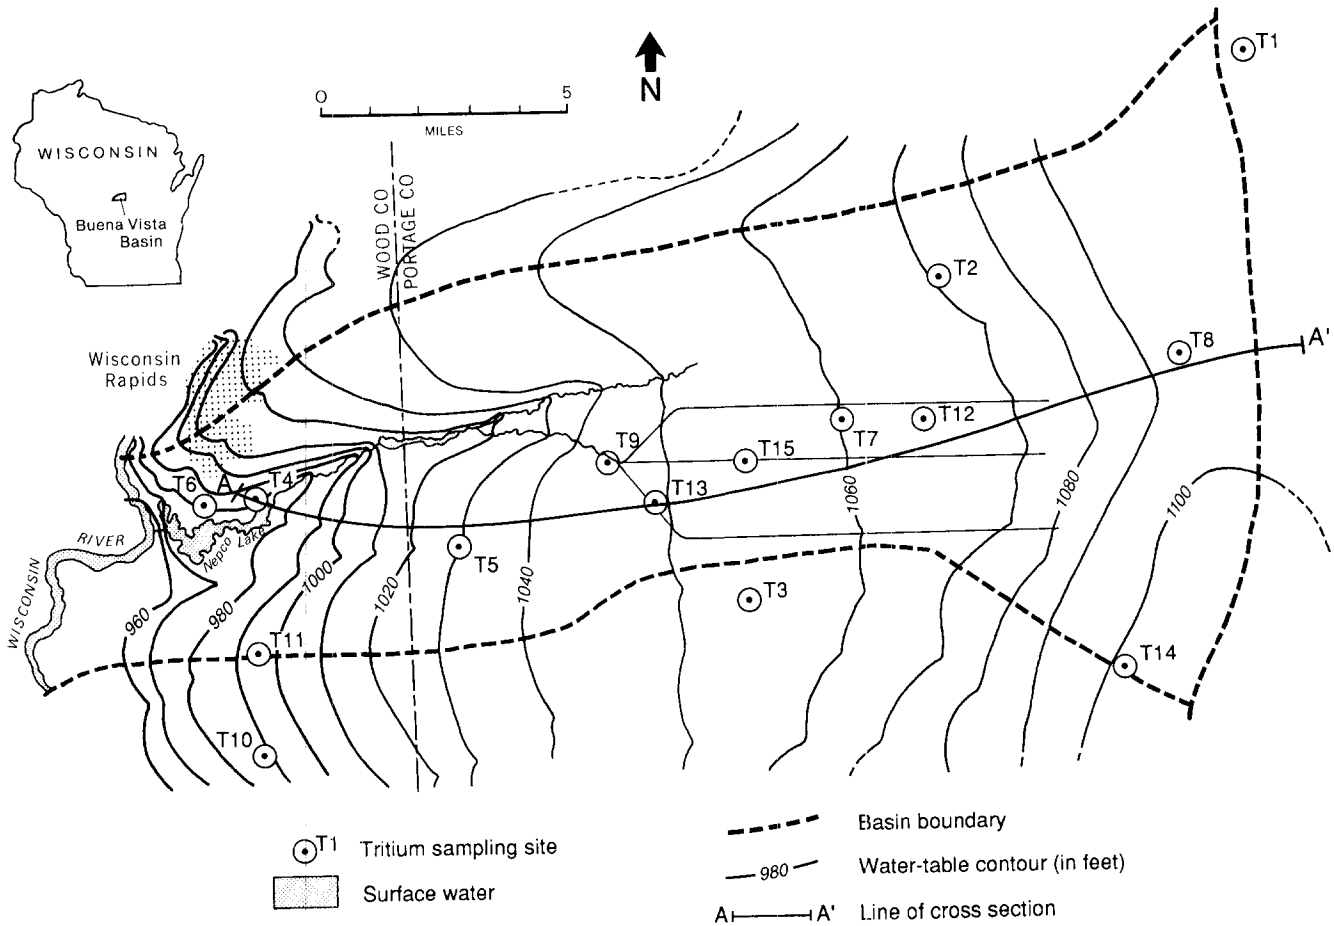 T1
0
5
MILES
N
WISCONSIN
Buena Vista
Basin
WOOD CO
PORTAGE CO
T2
Wisconsin
Rapids
T8
A'
T9
T15
T7
T12
T6
A
T4
T13
1060
1080
1100
RIVER
WISCONSIN
Nepco Lake
T5
960
980
1000
1020
1040
T3
T11
T14
T10
T1 Tritium sampling site
Surface water
Basin boundary
980 Water-table contour (in feet)
A A' Line of cross section